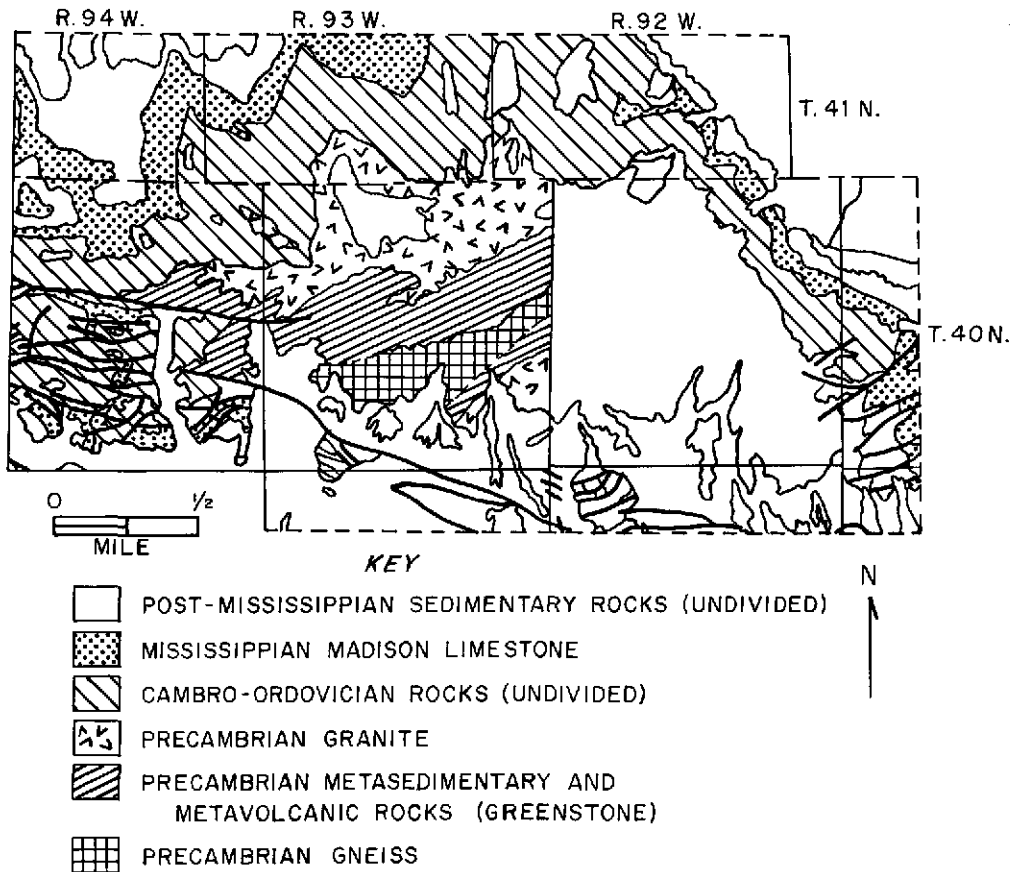 R. 94 W. R. 93 W. R. 92 W.
T. 41 N.
T. 40 N.
0 1/2
MILE
KEY
N
POST-MISSISSIPPIAN SEDIMENTARY ROCKS (UNDIVIDED)
MISSISSIPPIAN MADISON LIMESTONE
CAMBRO-ORDOVICIAN ROCKS (UNDIVIDED)
PRECAMBRIAN GRANITE
PRECAMBRIAN METASEDIMENTARY AND
METAVOLCANIC ROCKS (GREENSTONE)
PRECAMBRIAN GNEISS